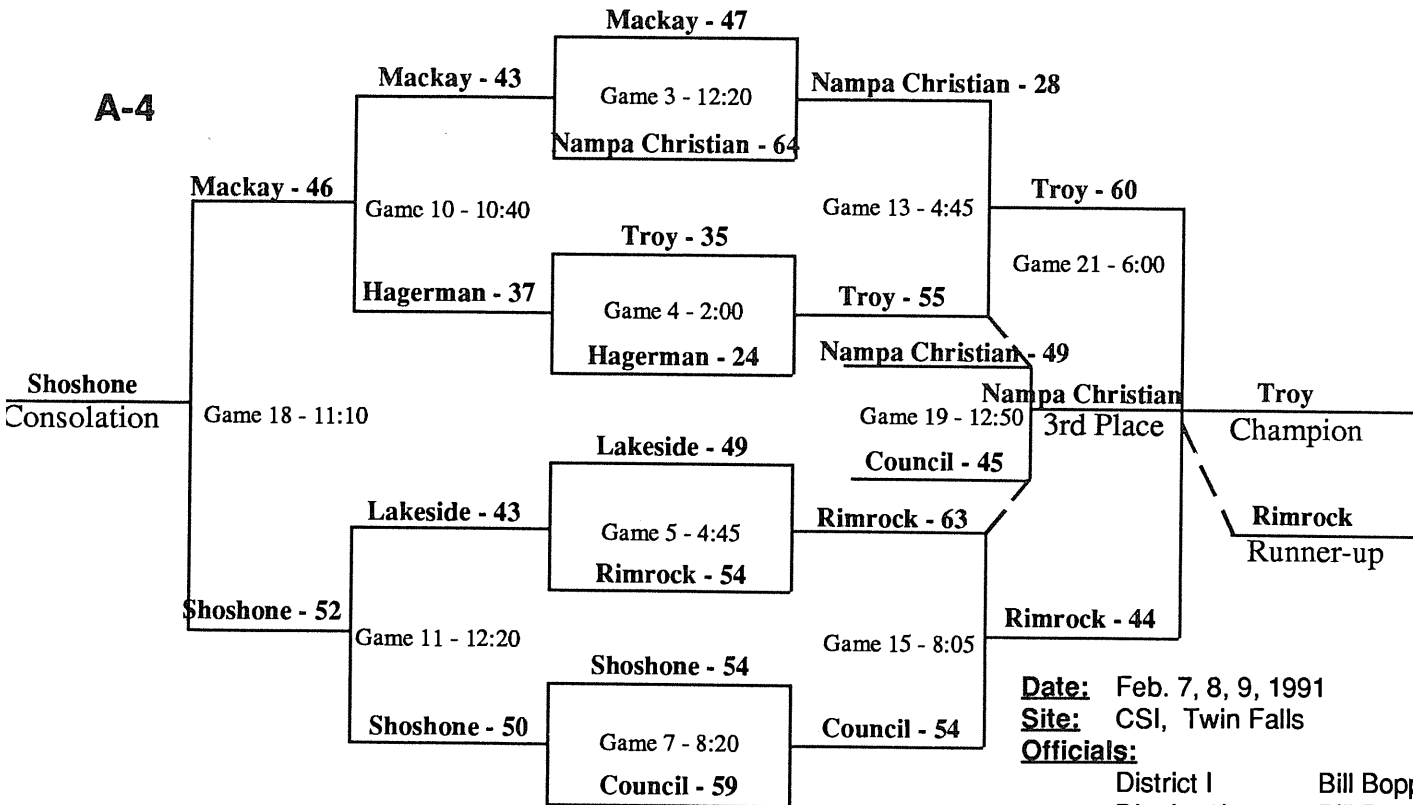 Mackay - 47
Mackay - 43
Nampa Christian - 28
A-4
Game 3 - 12:20
Nampa Christian - 64
Mackay - 46
Troy - 60
Game 10 - 10:40
Game 13 - 4:45
Troy - 35
Game 21 - 6:00
Hagerman - 37
Troy - 55
Game 4 - 2:00
Nampa Christian - 49
Hagerman - 24
Shoshone
Nampa Christian
Troy
Consolation
Game 18 - 11:10
Game 19 - 12:50
3rd Place
Champion
Lakeside - 49
Council - 45
Lakeside - 43
Rimrock - 63
Rimrock
Game 5 - 4:45
Runner-up
Rimrock - 54
Shoshone - 52
Rimrock - 44
Game 11 - 12:20
Game 15 - 8:05
Shoshone - 54
Date: Feb. 7, 8, 9, 1991
Site: CSI, Twin Falls
Shoshone - 50
Council - 54
Game 7 - 8:20
Officials:
Council - 59
District I Bill Bopp